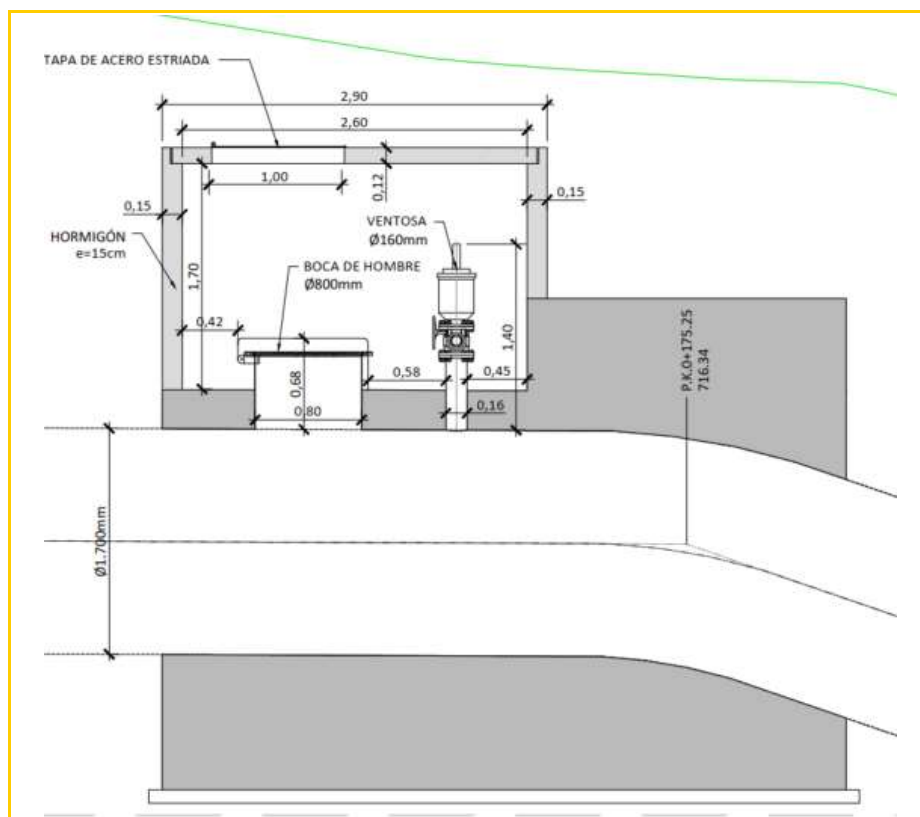 TAPA DE ACERO ESTRIADA
2,90
2,60
1,00
0,12
0,15
0,15
HORMIGÓN
e=15cm
VENTOSA
Ø160mm
BOCA DE HOMBRE
Ø800mm
1,70
0,42
1,40
0,68
0,58
0,45
0,80
0,16
P.K.0+175.25
716.34
Ø1.700mm